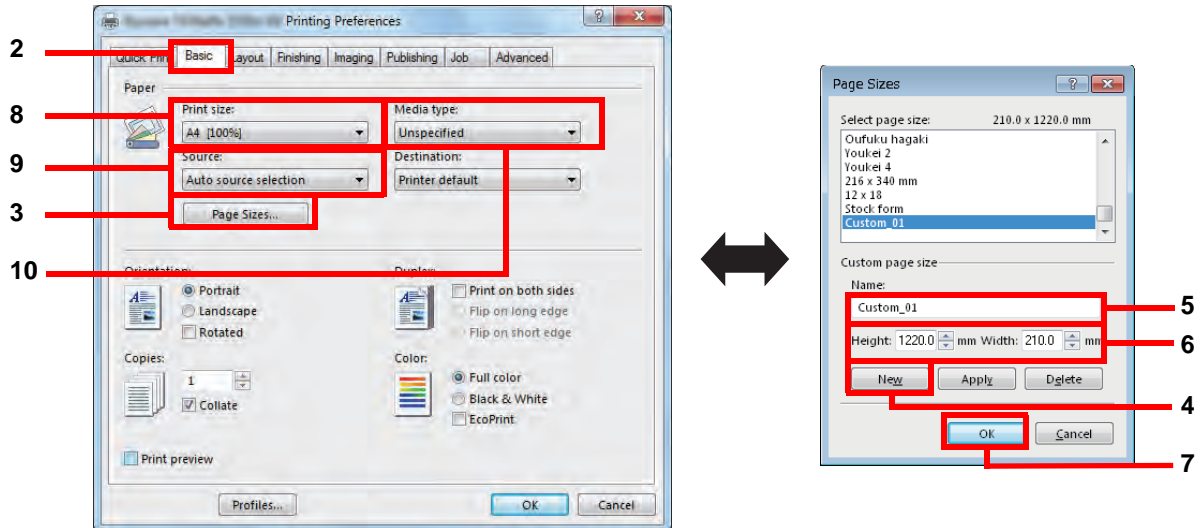 Printing Preferences
2
Basic Layout Finishing Imaging Publishing Job Advanced
Paper
8
Print size:
A4 [100%]
Media type:
Unspecified
9
Source:
Auto source selection
Destination:
Printer default
3
Page Sizes...
10
Orientation:
Portrait
Landscape
Rotated
Duplex:
Print on both sides
Flip on long edge
Flip on short edge
Copies:
1
Collate
Color:
Full color
Black & White
EcoPrint
Print preview
Profiles...
OK
Cancel
Page Sizes
Select page size: 210.0 x 1220.0 mm
Oufuku hagaki
Youkei 2
Youkei 4
216 x 340 mm
12 x 18
Stock form
Custom_01
Custom page size
Name:
Custom_01
5
Height: 1220.0 mm Width: 210.0 mm
6
New Apply Delete
4
OK Cancel
7